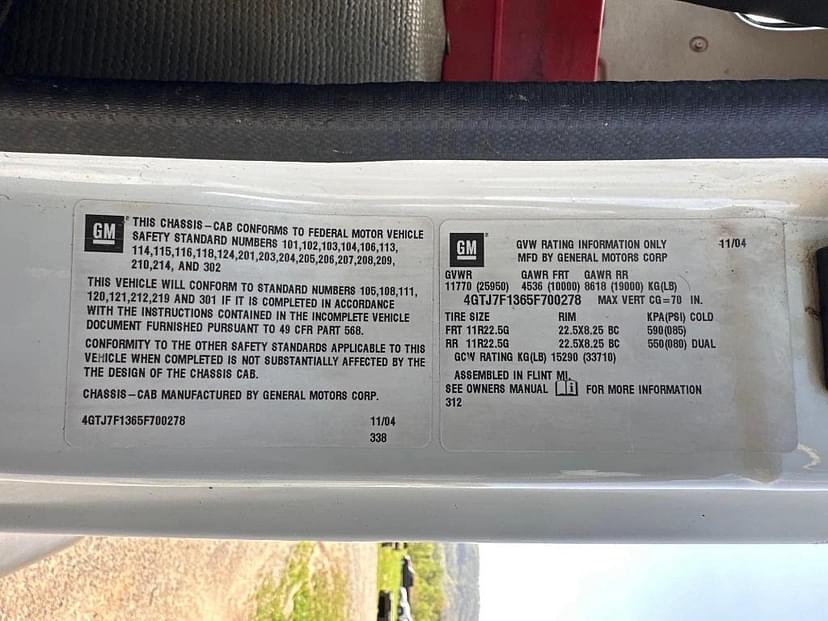 GM ® THIS CHASSIS-CAB CONFORMS TO FEDERAL MOTOR VEHICLE
SAFETY STANDARD NUMBERS 101,102,103,104,106,113,
114,115,116,118,124,201,203,204,205,206,207,208,209,
210,214, AND 302
THIS VEHICLE WILL CONFORM TO STANDARD NUMBERS 105,108,111,
120,121,212,219 AND 301 IF IT IS COMPLETED IN ACCORDANCE
WITH THE INSTRUCTIONS CONTAINED IN THE INCOMPLETE VEHICLE
DOCUMENT FURNISHED PURSUANT TO 49 CFR PART 568.
CONFORMITY TO THE OTHER SAFETY STANDARDS APPLICABLE TO THIS
VEHICLE WHEN COMPLETED IS NOT SUBSTANTIALLY AFFECTED BY THE
THE DESIGN OF THE CHASSIS CAB.
CHASSIS-CAB MANUFACTURED BY GENERAL MOTORS CORP.
4GTJ7F1365F700278 11/04
338
GM ® GVW RATING INFORMATION ONLY 11/04
MFD BY GENERAL MOTORS CORP
GVWR GAWR FRT GAWR RR
11770 (25950) 4536 (10000) 8618 (19000) KG(LB)
4GTJ7F1365F700278 MAX VERT CG=70 IN.
TIRE SIZE RIM KPA(PSI) COLD
FRT 11R22.5G 22.5X8.25 BC 590(085)
RR 11R22.5G 22.5X8.25 BC 550(080) DUAL
GCW RATING KG(LB) 15290 (33710)
ASSEMBLED IN FLINT MI.
SEE OWNERS MANUAL FOR MORE INFORMATION
312